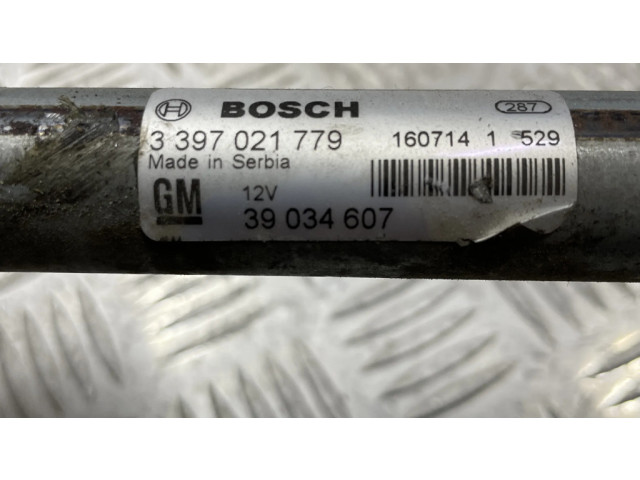 BOSCH 287
3 397 021 779 160714 1 529
Made in Serbia
GM 12V
39 034 607